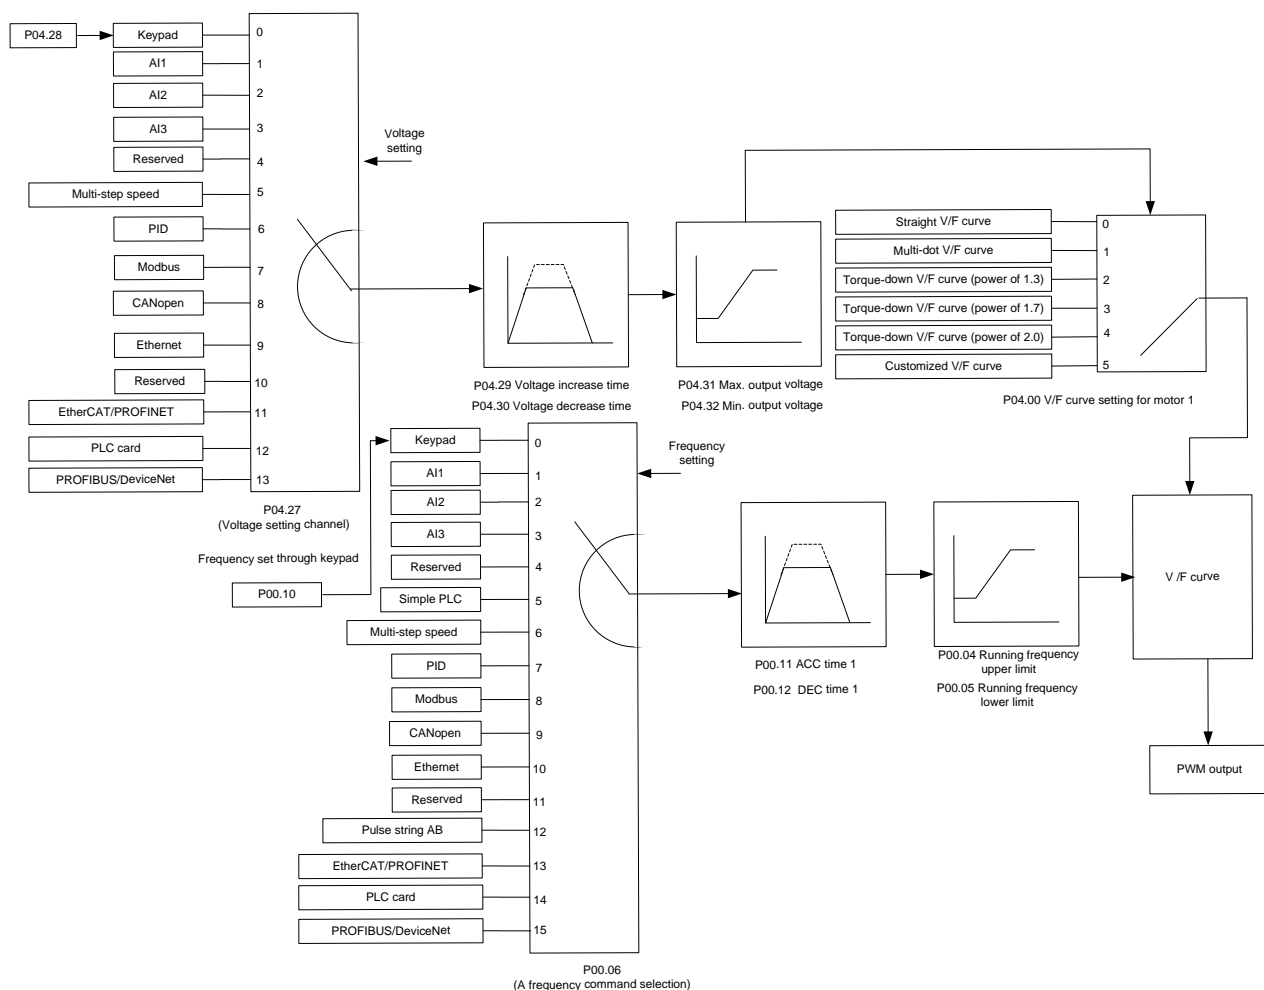 P04.28
Keypad
0
AI1
1
AI2
2
AI3
3
Reserved
4
Multi-step speed
5
PID
6
Modbus
7
CANopen
8
Ethernet
9
Reserved
10
EtherCAT/PROFINET
11
PLC card
12
PROFIBUS/DeviceNet
13
P04.27
(Voltage setting channel)
Voltage
setting
P04.29 Voltage increase time
P04.30 Voltage decrease time
P04.31 Max. output voltage
P04.32 Min. output voltage
Straight V/F curve
0
Multi-dot V/F curve
1
Torque-down V/F curve (power of 1.3)
2
Torque-down V/F curve (power of 1.7)
3
Torque-down V/F curve (power of 2.0)
4
Customized V/F curve
5
P04.00 V/F curve setting for motor 1
Frequency set through keypad
P00.10
Keypad
0
AI1
1
AI2
2
AI3
3
Reserved
4
Simple PLC
5
Multi-step speed
6
PID
7
Modbus
8
CANopen
9
Ethernet
10
Reserved
11
Pulse string AB
12
EtherCAT/PROFINET
13
PLC card
14
PROFIBUS/DeviceNet
15
P00.06
(A frequency command selection)
Frequency
setting
P00.11 ACC time 1
P00.12 DEC time 1
P00.04 Running frequency
upper limit
P00.05 Running frequency
lower limit
V /F curve
PWM output